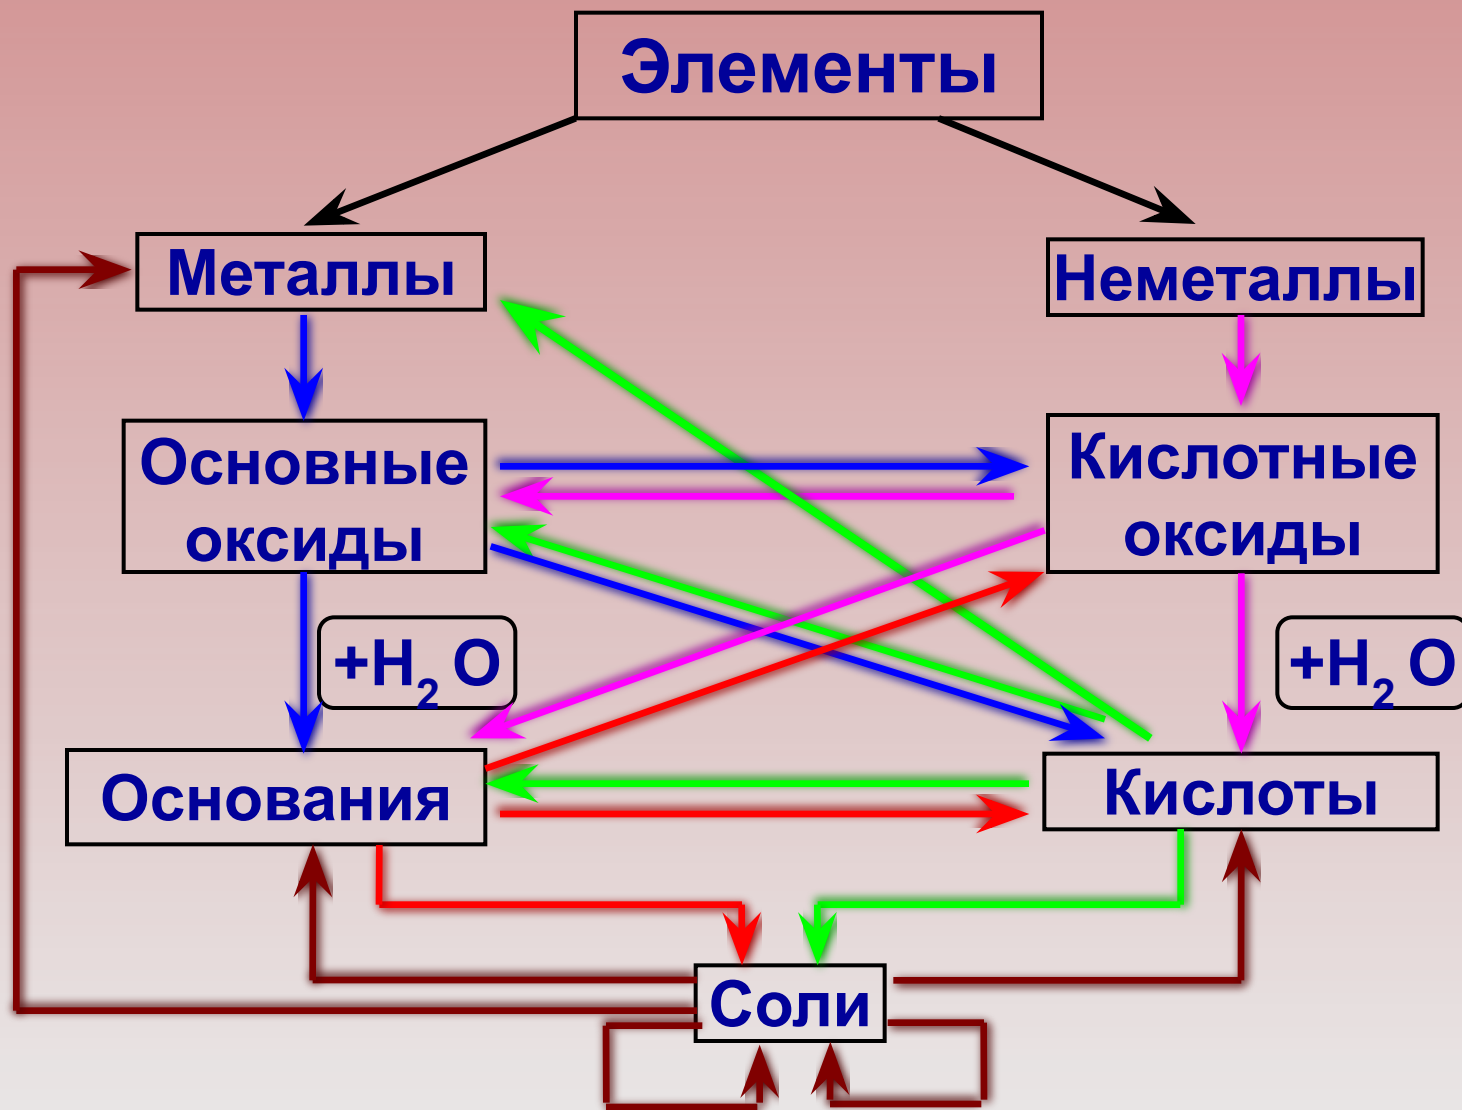 Элементы
Металлы
Неметаллы
Основные
оксиды
Кислотные
оксиды
+H₂ O
+H₂ O
Основания
Кислоты
Соли